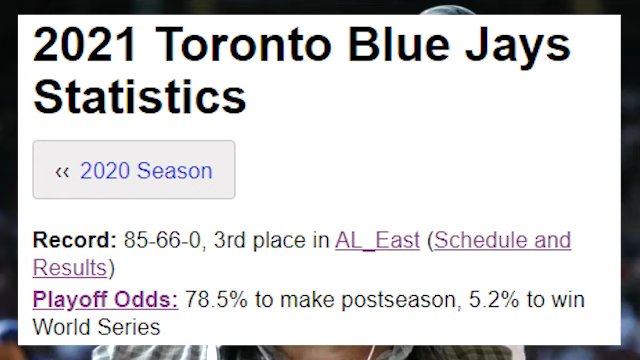 2021 Toronto Blue Jays
Statistics
‹‹ 2020 Season
Record: 85-66-0, 3rd place in AL_East (Schedule and
Results)
Playoff Odds: 78.5% to make postseason, 5.2% to win
World Series